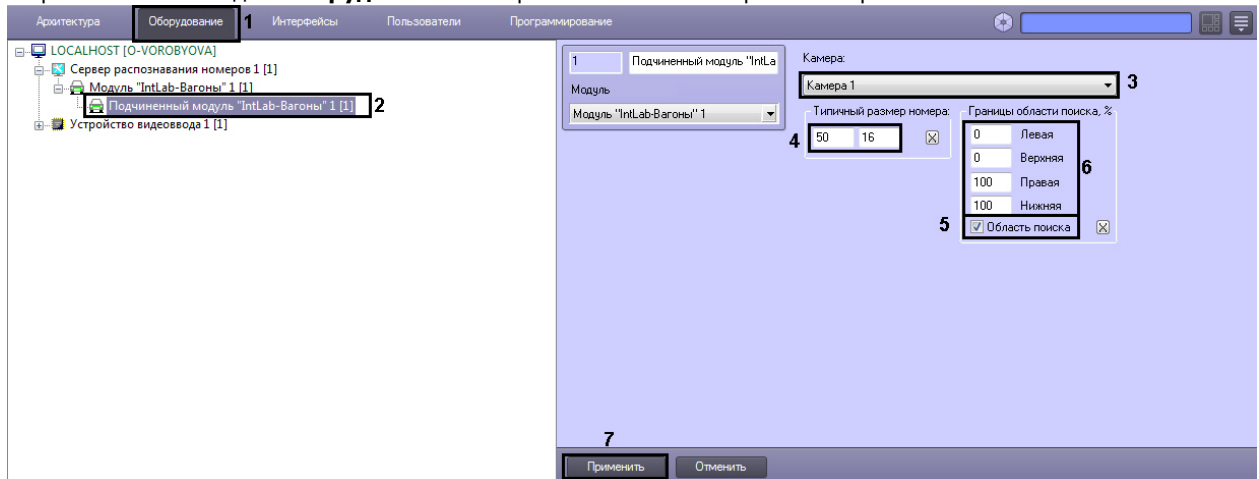 Архитектура Оборудование 1 Интерфейсы Пользователи Программирование
LOCALHOST [O-VOROBYOVA]
Сервер распознавания номеров 1 [1]
Модуль "IntLab-Вагоны" 1 [1]
Подчиненный модуль "IntLab-Вагоны" 1 [1] 2
Устройство видеоввода 1 [1]
1 Подчиненный модуль "IntLa
Модуль
Модуль "IntLab-Вагоны" 1
Камера:
Камера 1 3
Типичный размер номера:
4 50 16
Границы области поиска, %
0 Левая
0 Верхняя
6
100 Правая
100 Нижняя
5 Область поиска
7
Применить Отменить